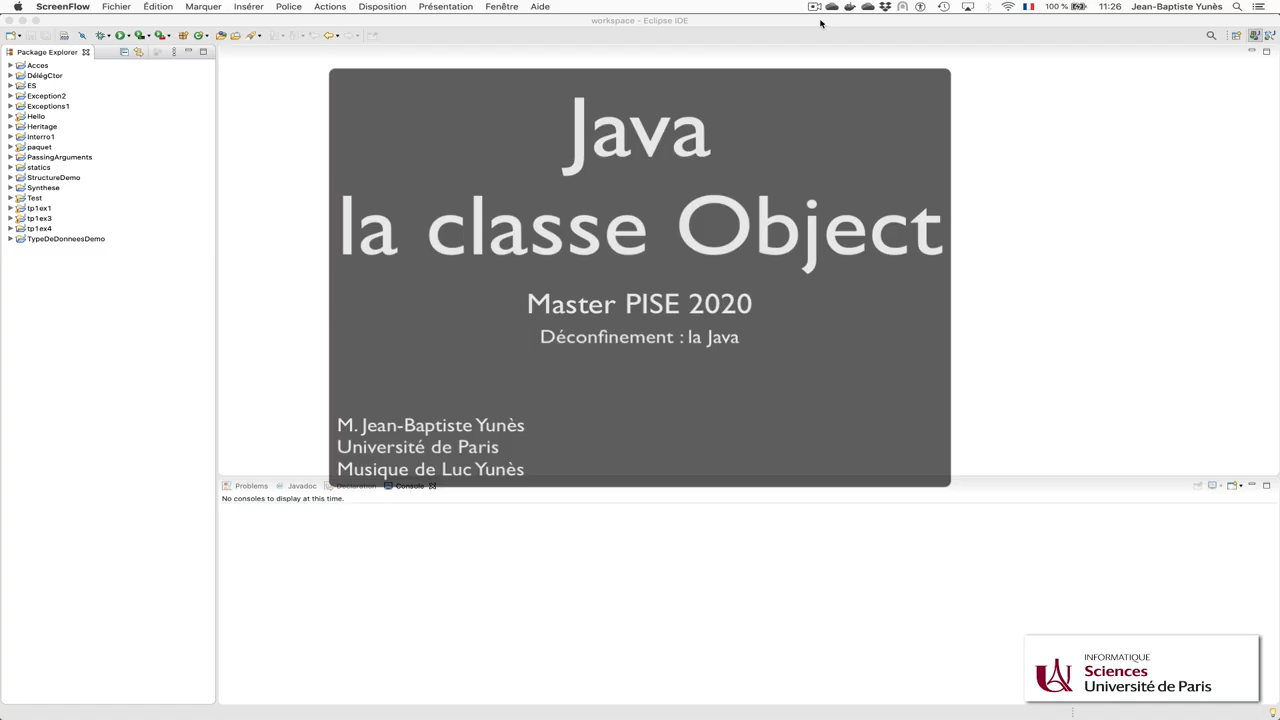 ScreenFlow Fichier Édition Marquer Insérer Police Actions Disposition Présentation Fenêtre Aide 100 % 11:26 Jean-Baptiste Yunès
workspace - Eclipse IDE
Package Explorer
Acces
DélégCtor
ES
Exception2
Exceptions1
Hello
Heritage
Interro1
paquet
PassingArguments
statics
StructureDemo
Synthese
Test
tp1ex1
tp1ex3
tp1ex4
TypeDeDonneesDemo
Java
la classe Object
Master PISE 2020
Déconfinement : la Java
M. Jean-Baptiste Yunès
Université de Paris
Musique de Luc Yunès
Problems Javadoc Declaration Console
No consoles to display at this time.
INFORMATIQUE
Sciences
Université de Paris